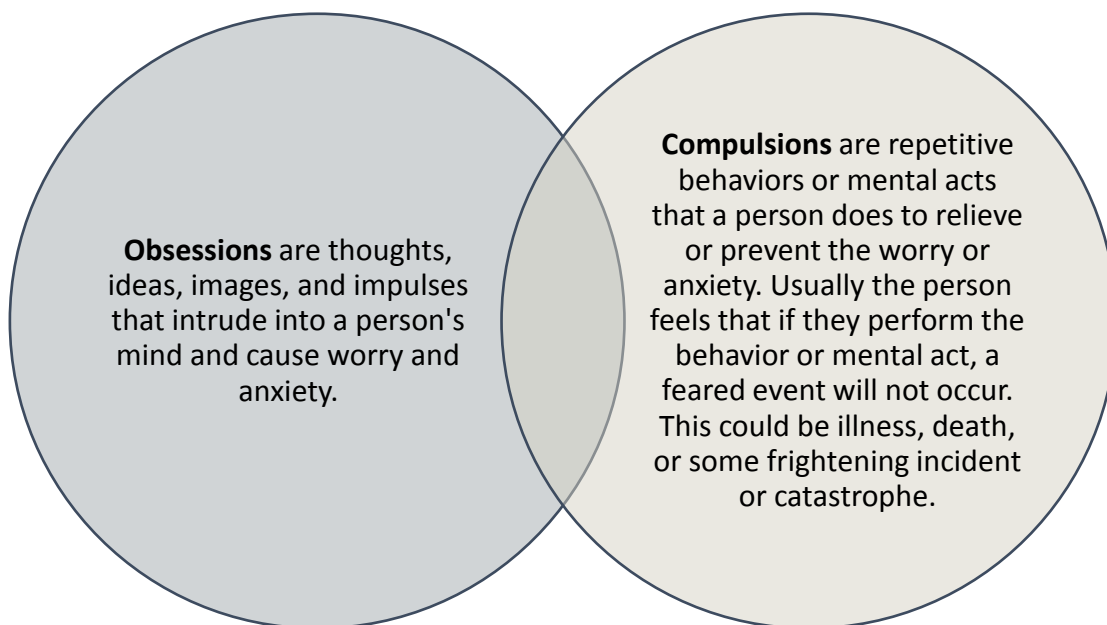 Obsessions are thoughts,
ideas, images, and impulses
that intrude into a person's
mind and cause worry and
anxiety.
Compulsions are repetitive
behaviors or mental acts
that a person does to relieve
or prevent the worry or
anxiety. Usually the person
feels that if they perform the
behavior or mental act, a
feared event will not occur.
This could be illness, death,
or some frightening incident
or catastrophe.